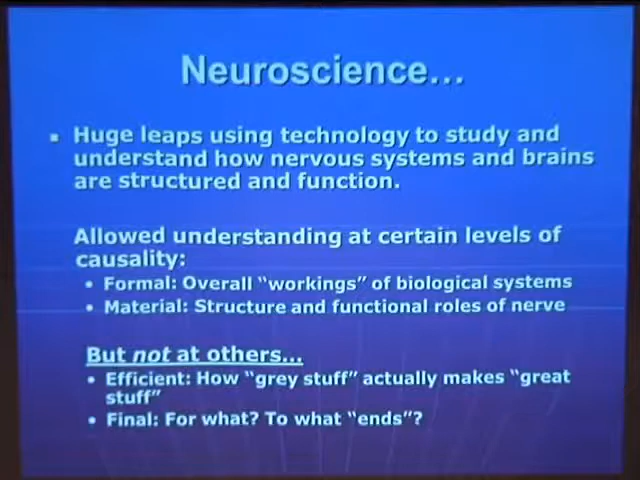 Neuroscience...
▪ Huge leaps using technology to study and
understand how nervous systems and brains
are structured and function.
Allowed understanding at certain levels of
causality:
• Formal: Overall “workings” of biological systems
• Material: Structure and functional roles of nerve
But not at others...
• Efficient: How “grey stuff” actually makes “great
stuff”
• Final: For what? To what “ends”?